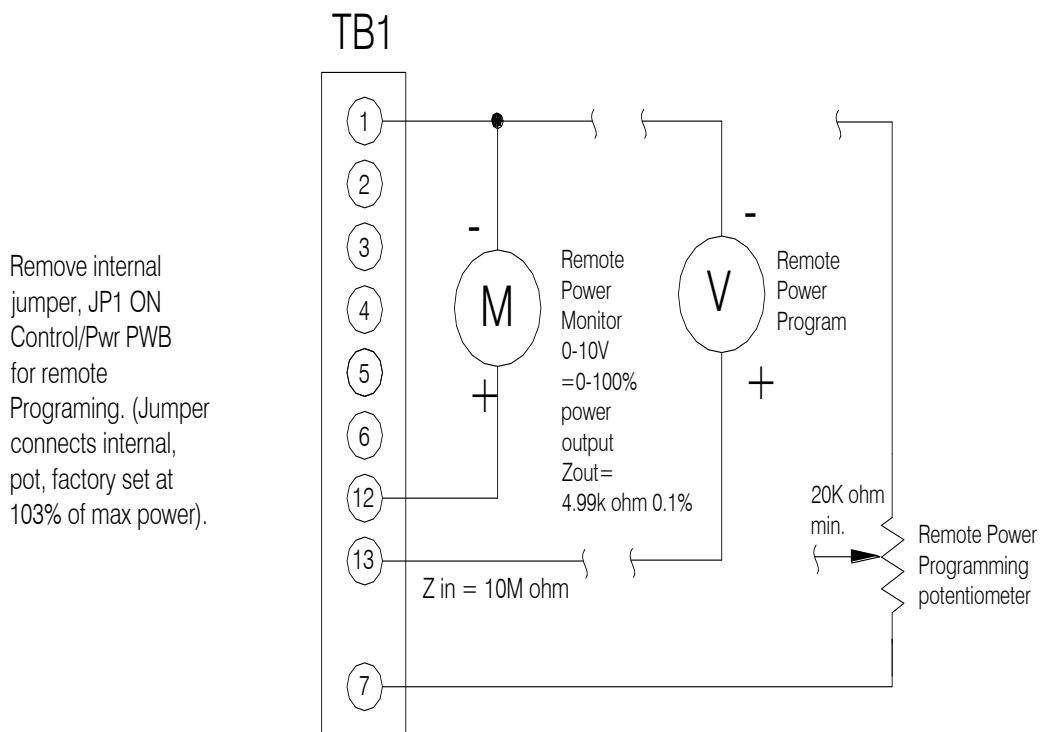 TB1
1
2
3
4
5
6
12
13
7
Remove internal
jumper, JP1 ON
Control/Pwr PWB
for remote
Programing. (Jumper
connects internal,
pot, factory set at
103% of max power).
-
M
+
Remote
Power
Monitor
0-10V
=0-100%
power
output
Zout=
4.99k ohm 0.1%
-
V
+
Remote
Power
Program
Z in = 10M ohm
20K ohm
min.
Remote Power
Programming
potentiometer